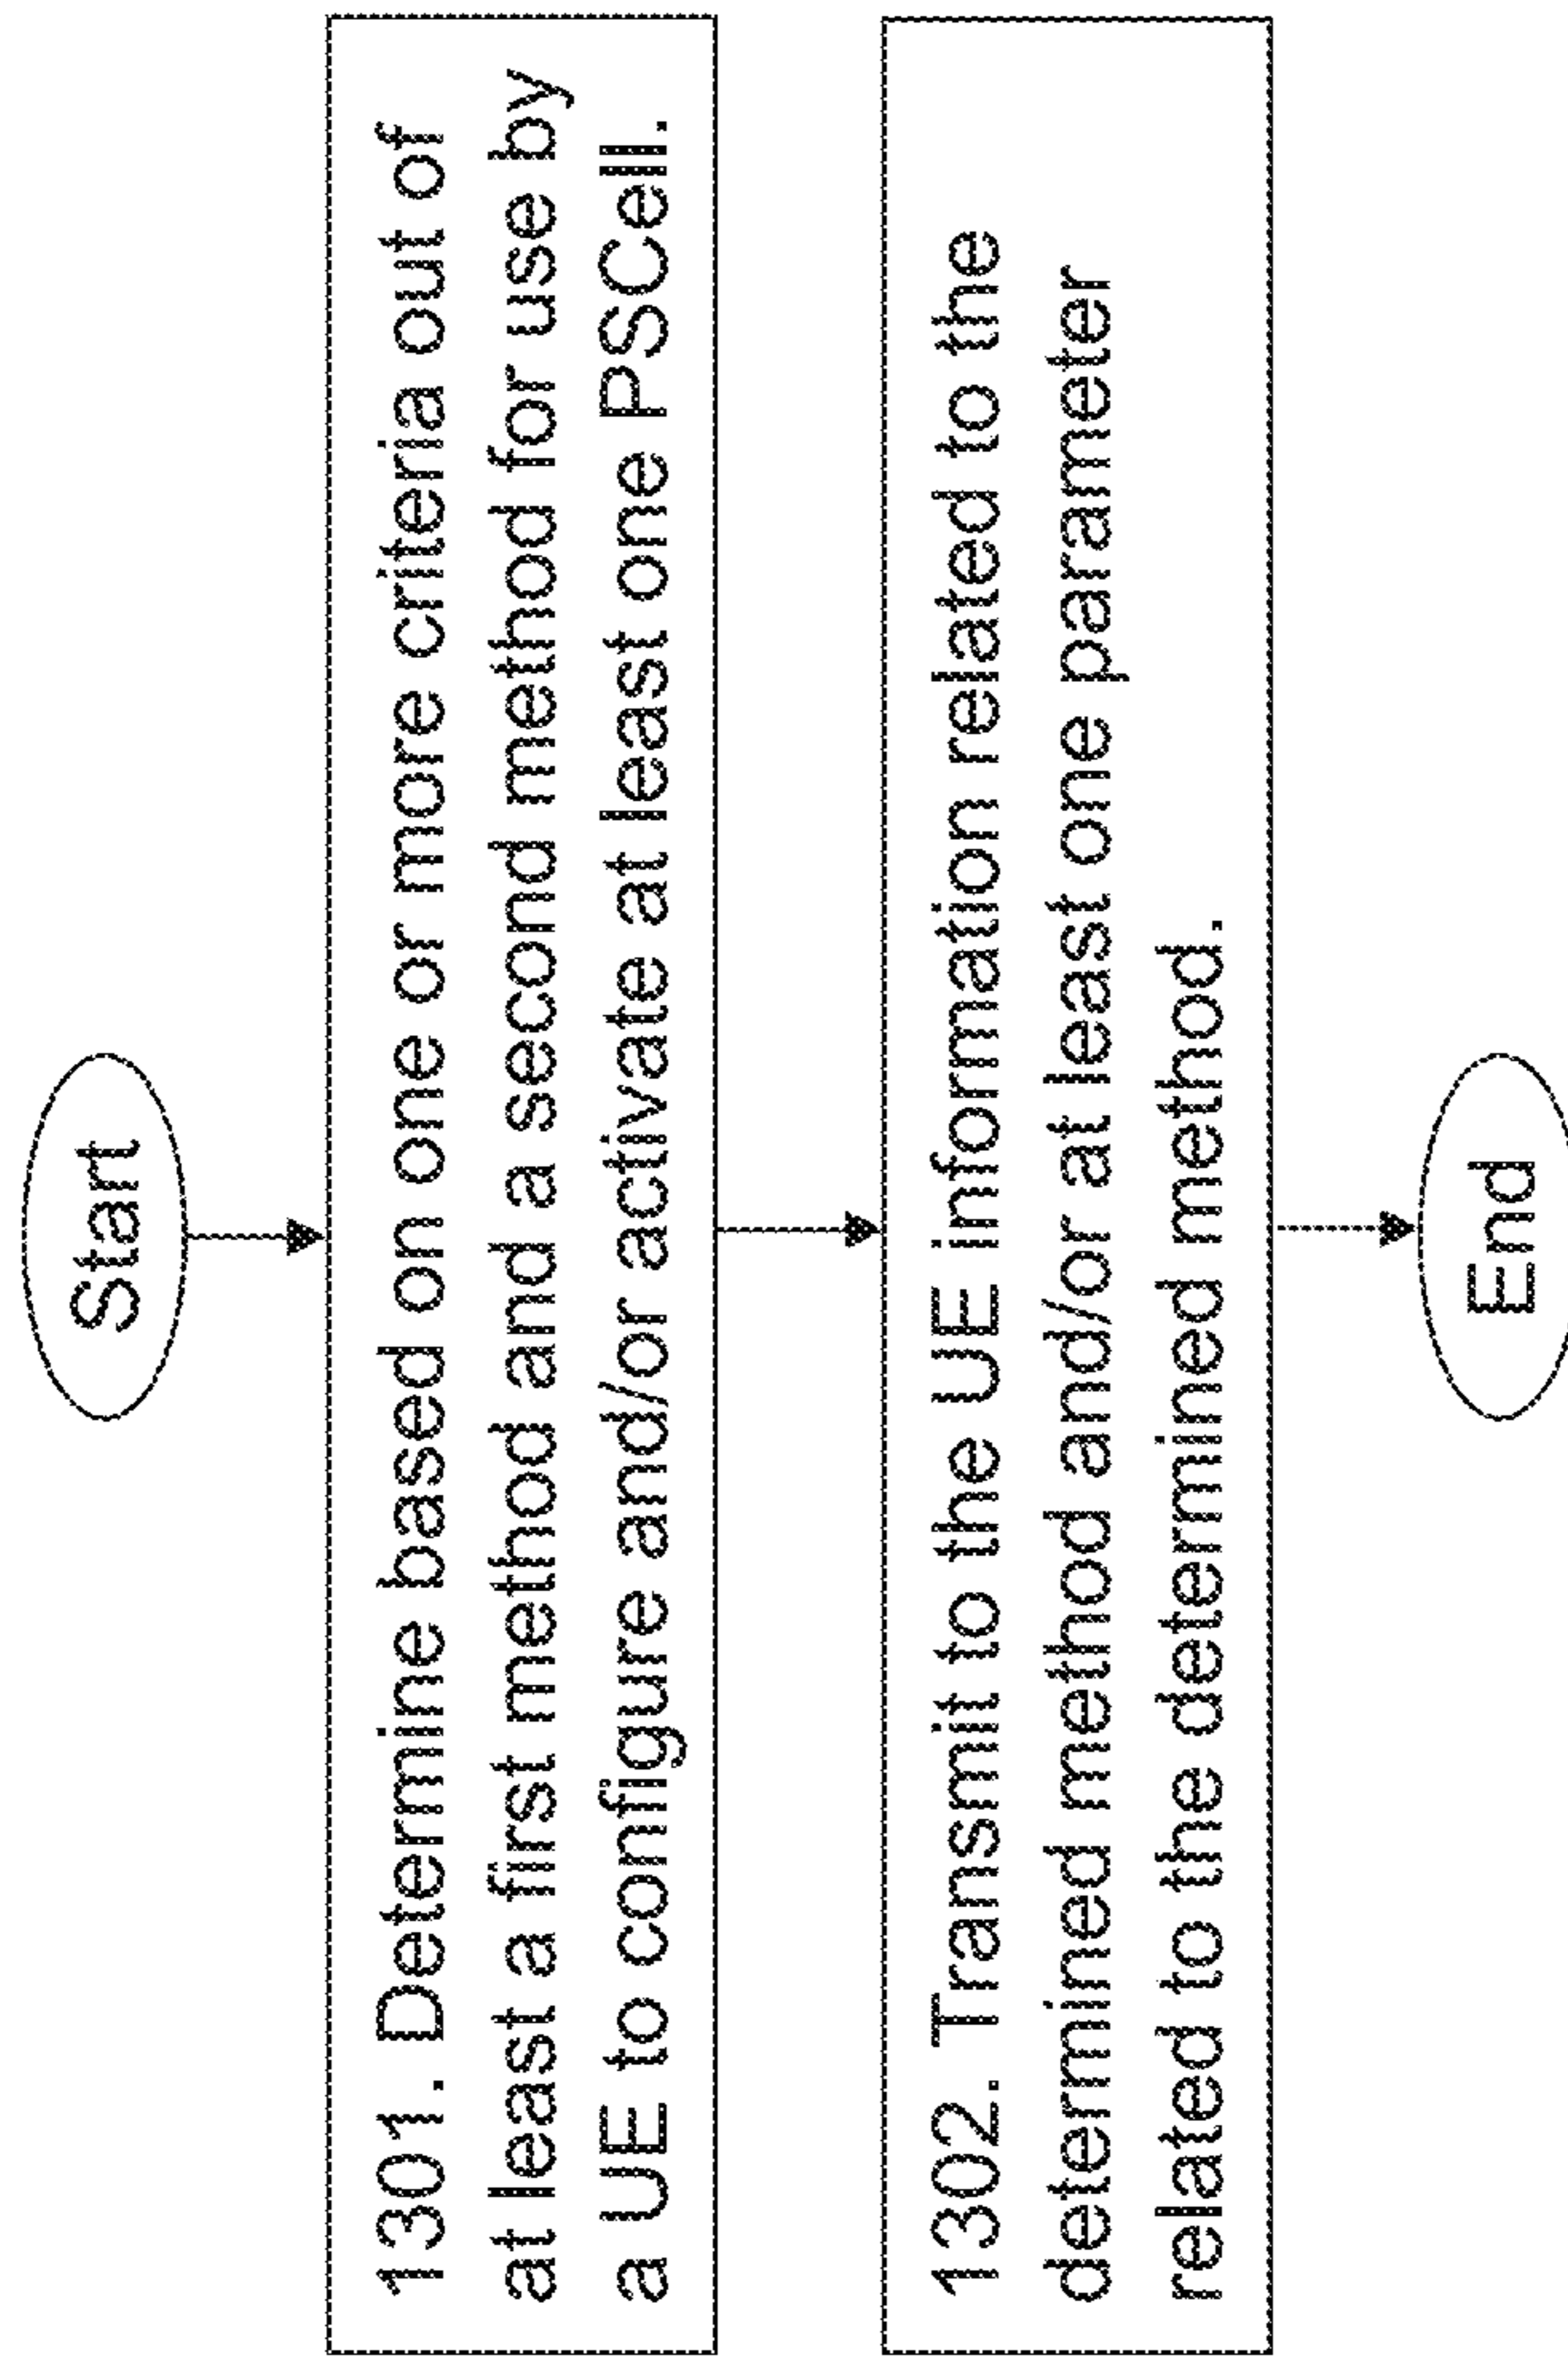 Start
1301. Determine based on one or more criteria out of
at least a first method and a second method for use by
a UE to configure and/or activate at least one PSCell.
1302. Transmit to the UE information related to the
determined method and/or at least one parameter
related to the determined method.
End